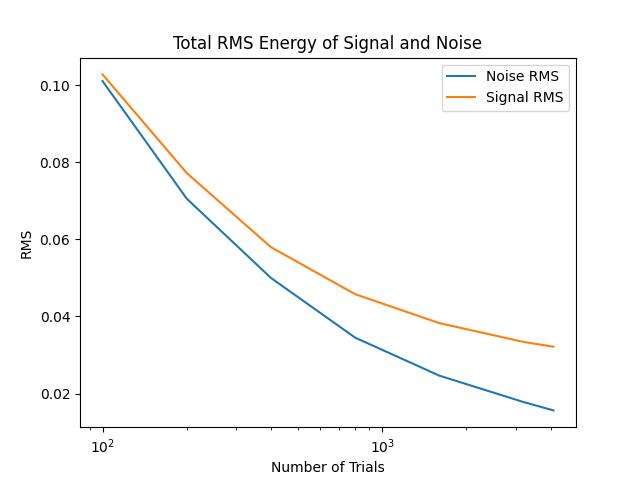 Total RMS Energy of Signal and Noise
Noise RMS
Signal RMS
0.10
0.08
0.06
0.04
0.02
RMS
10²
10³
Number of Trials